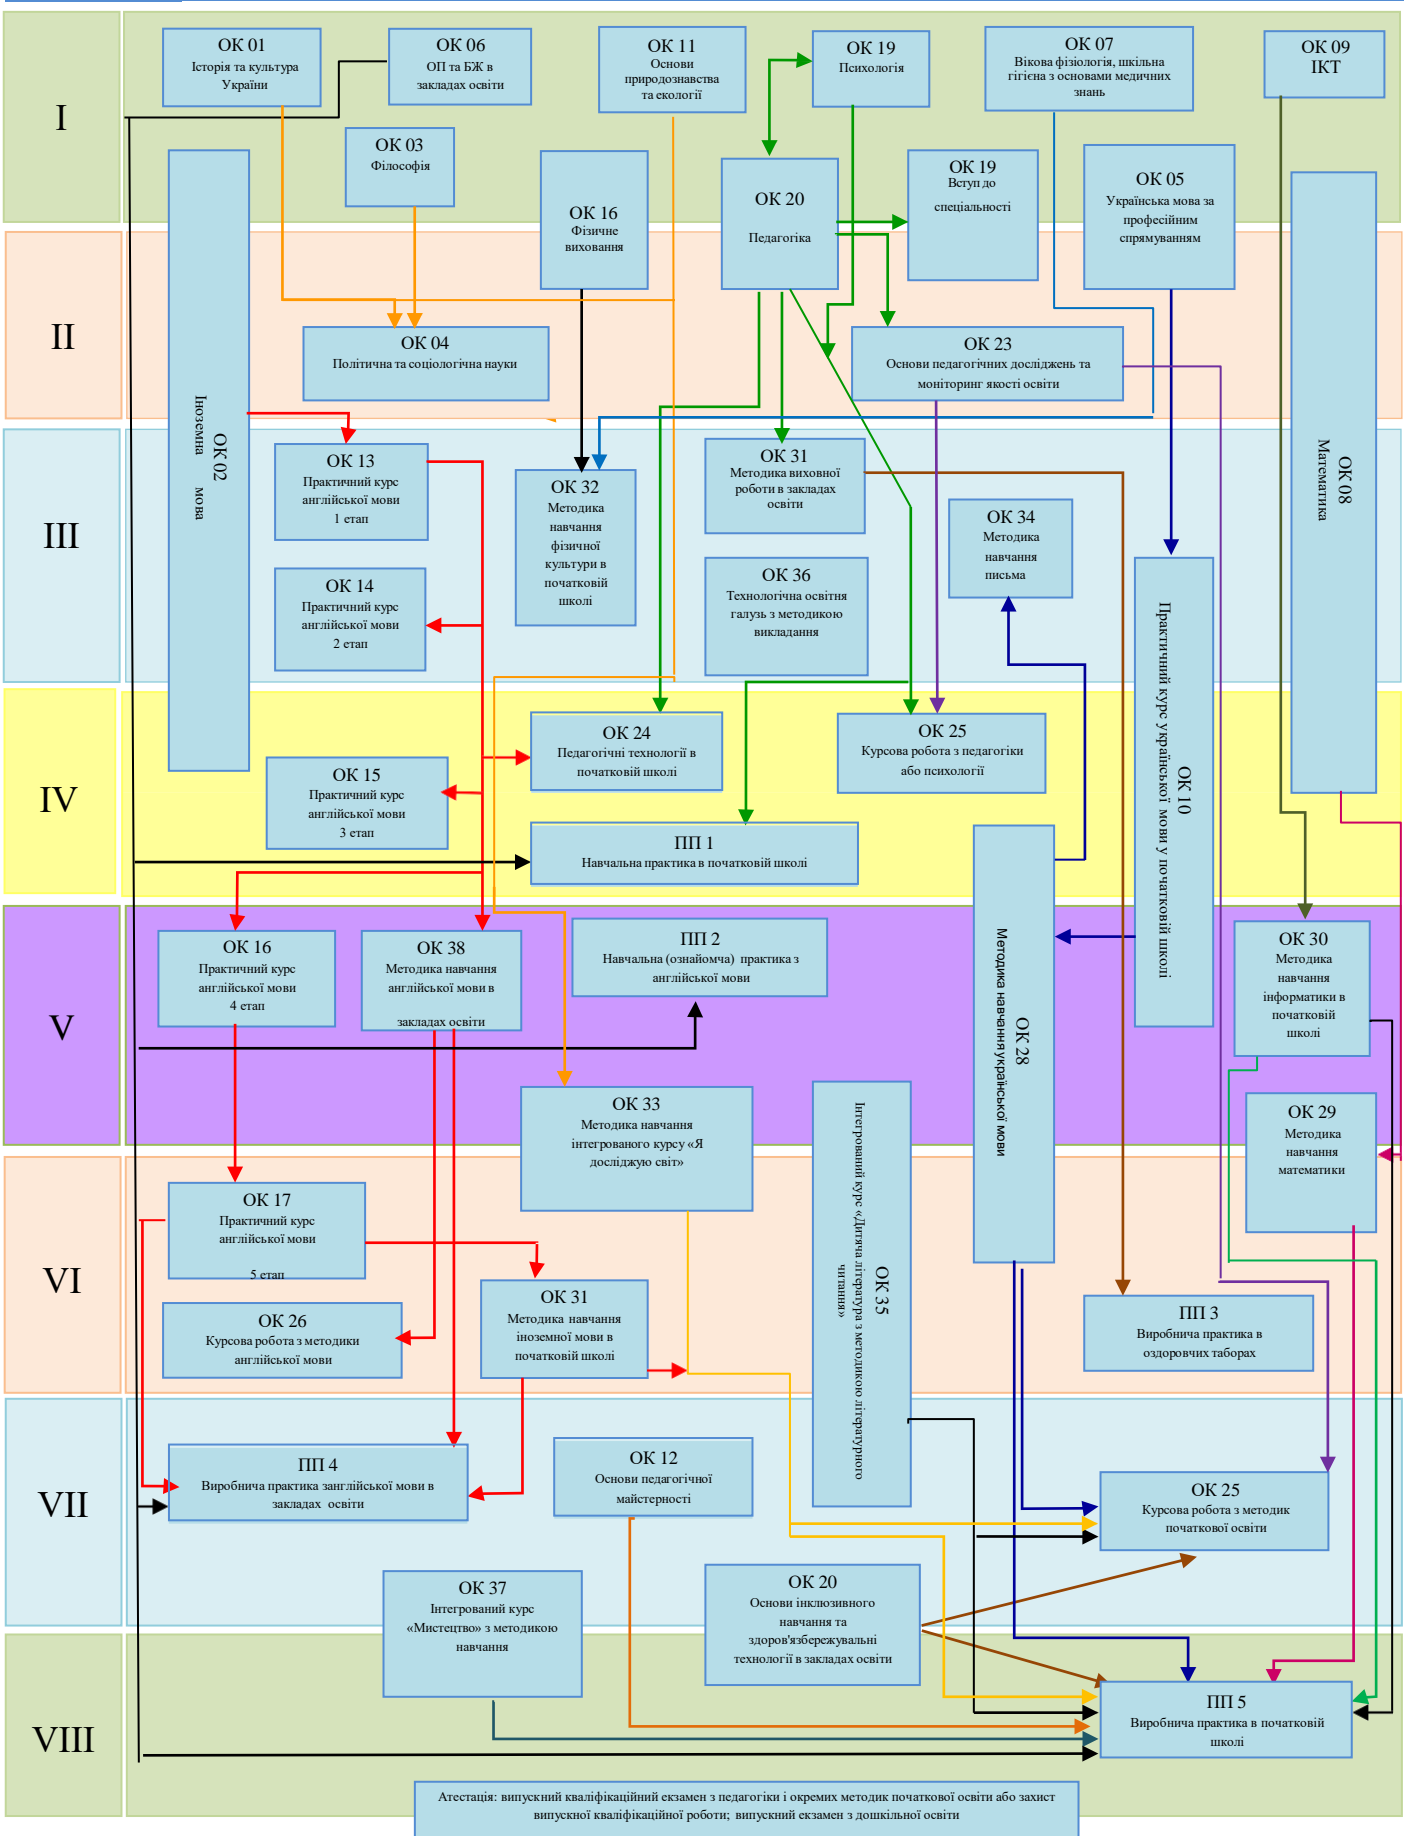 I
ОК 01
Історія та культура
України
ОК 06
ОП та БЖ в
закладах освіти
ОК 11
Основи
природознавства
та екології
ОК 19
Психологія
ОК 07
Вікова фізіологія, шкільна
гігієна з основами медичних
знань
ОК 09
ІКТ
ОК 03
Філософія
ОК 02
Іноземна мова
ОК 16
Фізичне
виховання
ОК 20
Педагогіка
ОК 19
Вступ до
спеціальності
ОК 05
Українська мова за
професійним
спрямуванням
ОК 08
Математика
II
ОК 04
Політична та соціологічна науки
ОК 23
Основи педагогічних досліджень та
моніторинг якості освіти
III
ОК 13
Практичний курс
англійської мови
1 етап
ОК 32
Методика
навчання
фізичної
культури в
початковій
школі
ОК 31
Методика виховної
роботи в закладах
освіти
ОК 34
Методика
навчання
письма
ОК 14
Практичний курс
англійської мови
2 етап
ОК 36
Технологічна освітня
галузь з методикою
викладання
ОК 10
Практичний курс української мови у початковій школі
IV
ОК 24
Педагогічні технології в
початковій школі
ОК 25
Курсова робота з педагогіки
або психології
ОК 15
Практичний курс
англійської мови
3 етап
ПП 1
Навчальна практика в початковій школі
ОК 28
Методика навчання української мови
V
ОК 16
Практичний курс
англійської мови
4 етап
ОК 38
Методика навчання
англійської мови в
закладах освіти
ПП 2
Навчальна (ознайомча) практика з
англійської мови
ОК 30
Методика
навчання
інформатики в
початковій
школі
ОК 33
Методика навчання
інтегрованого курсу «Я
досліджую світ»
ОК 35
Інтегрований курс «Дитяча література з методикою літературного
читання»
ОК 29
Методика
навчання
математики
VI
ОК 17
Практичний курс
англійської мови
5 етап
ОК 26
Курсова робота з методики
англійської мови
ОК 31
Методика навчання
іноземної мови в
початковій школі
ПП 3
Виробнича практика в
оздоровчих таборах
VII
ПП 4
Виробнича практика занглійської мови в
закладах освіти
ОК 12
Основи педагогічної
майстерності
ОК 25
Курсова робота з методик
початкової освіти
ОК 37
Інтегрований курс
«Мистецтво» з методикою
навчання
ОК 20
Основи інклюзивного
навчання та
здоров'язбережувальні
технології в закладах освіти
VIII
ПП 5
Виробнича практика в початковій
школі
Атестація: випускний кваліфікаційний екзамен з педагогіки і окремих методик початкової освіти або захист
випускної кваліфікаційної роботи; випускний екзамен з дошкільної освіти